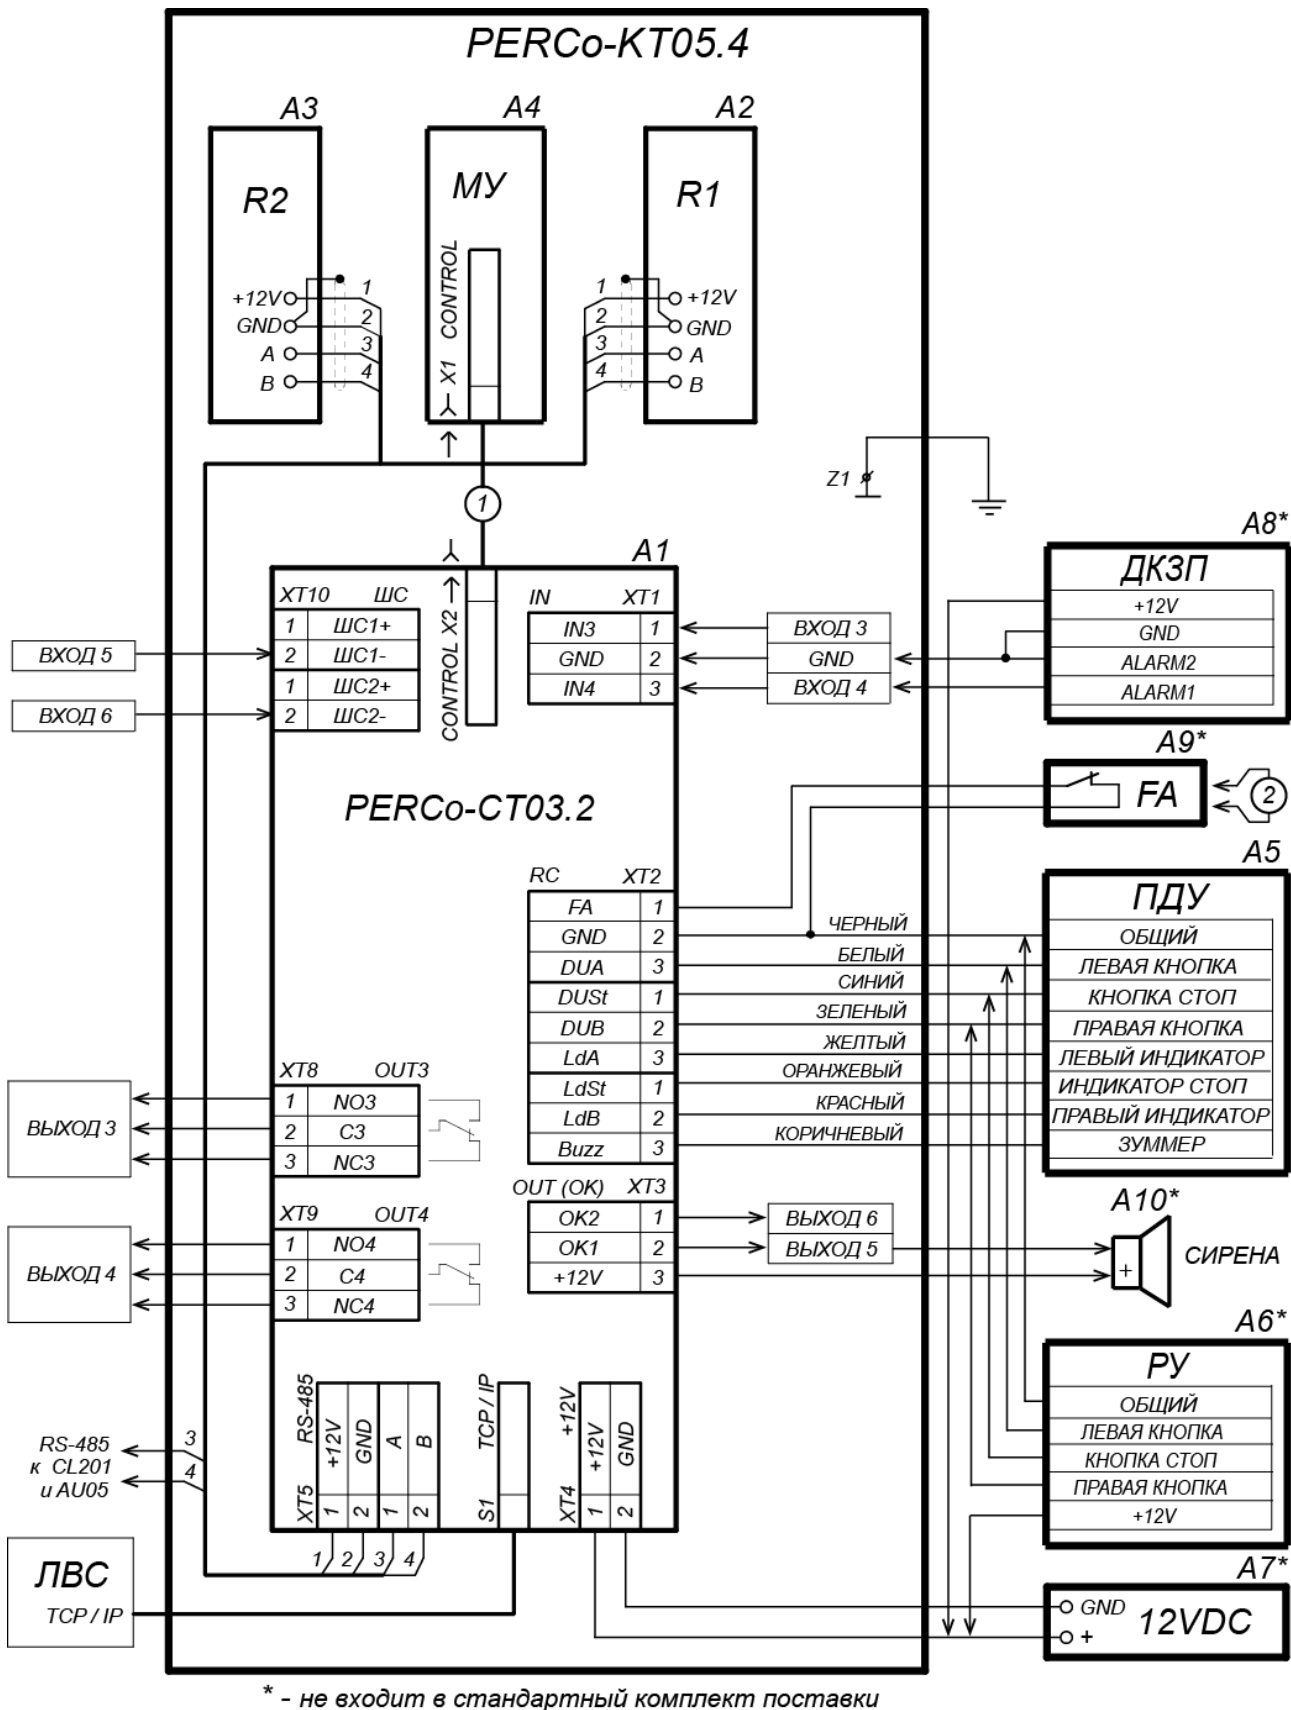 PERCo-KT05.4
A3
A4
A2
R2
МУ
R1
X1 CONTROL
+12V
GND
A
B
1
2
3
4
1
2
3
4
+12V
GND
A
B
1
Z1
A1
XT10 ШС
1 ШС1+
2 ШС1-
1 ШС2+
2 ШС2-
CONTROL X2
IN XT1
IN3 1
GND 2
IN4 3
ВХОД 5
ВХОД 6
ВХОД 3
GND
ВХОД 4
A8*
ДКЗП
+12V
GND
ALARM2
ALARM1
PERCo-CT03.2
A9*
FA
2
RC XT2
FA 1
GND 2
DUA 3
DUSt 1
DUB 2
LdA 3
LdSt 1
LdB 2
Buzz 3
ЧЕРНЫЙ
БЕЛЫЙ
СИНИЙ
ЗЕЛЕНЫЙ
ЖЕЛТЫЙ
ОРАНЖЕВЫЙ
КРАСНЫЙ
КОРИЧНЕВЫЙ
A5
ПДУ
ОБЩИЙ
ЛЕВАЯ КНОПКА
КНОПКА СТОП
ПРАВАЯ КНОПКА
ЛЕВЫЙ ИНДИКАТОР
ИНДИКАТОР СТОП
ПРАВЫЙ ИНДИКАТОР
ЗУММЕР
XT8 OUT3
1 NO3
2 C3
3 NC3
ВЫХОД 3
XT9 OUT4
1 NO4
2 C4
3 NC4
ВЫХОД 4
OUT (OK) XT3
OK2 1
OK1 2
+12V 3
ВЫХОД 6
ВЫХОД 5
A10*
+
СИРЕНА
A6*
РУ
ОБЩИЙ
ЛЕВАЯ КНОПКА
КНОПКА СТОП
ПРАВАЯ КНОПКА
+12V
XT5 RS-485
1 +12V
2 GND
1 A
2 B
S1 TCP / IP
XT4 +12V
1 +12V
2 GND
RS-485
к CL201
и AU05
3
4
1
2
3
4
ЛВС
TCP / IP
A7*
GND
+
12VDC
* - не входит в стандартный комплект поставки